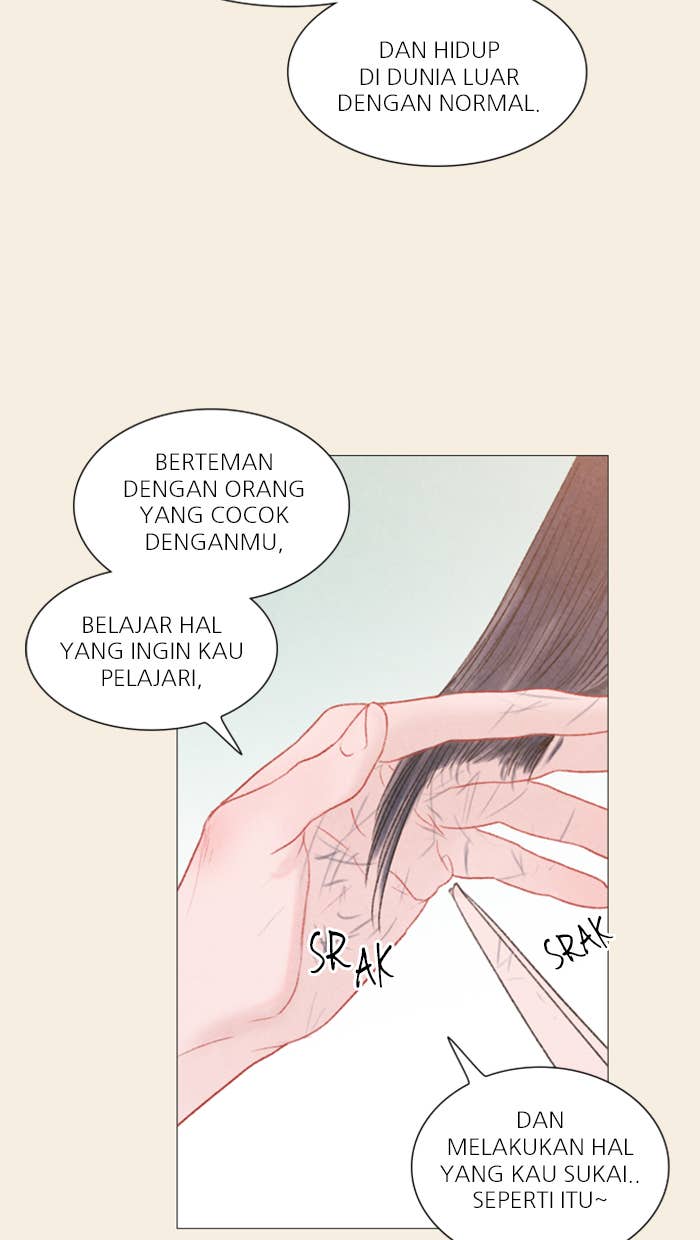 DAN HIDUP
DI DUNIA LUAR
DENGAN NORMAL.
BERTEMAN
DENGAN ORANG
YANG COCOK
DENGANMU,
BELAJAR HAL
YANG INGIN KAU
PELAJARI,
SRAK
SRAK
DAN
MELAKUKAN HAL
YANG KAU SUKAI..
SEPERTI ITU~